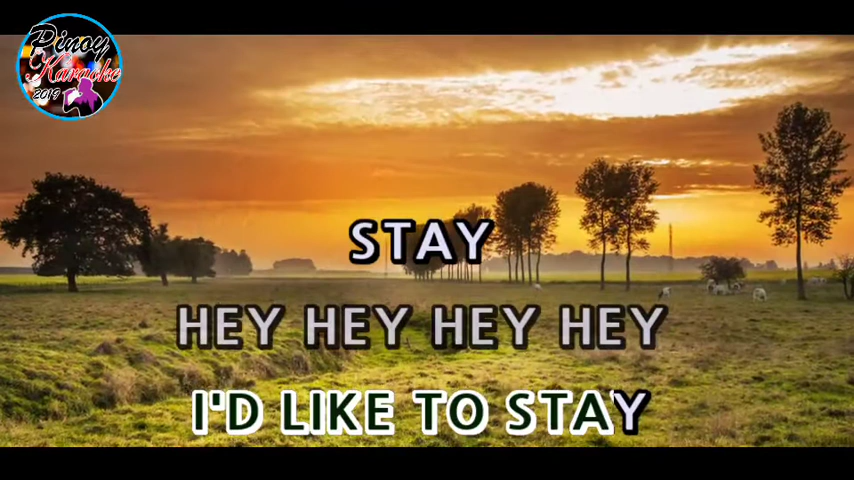 Pinoy
Karaoke
2019
STAY
HEY HEY HEY HEY
I'D LIKE TO STAY